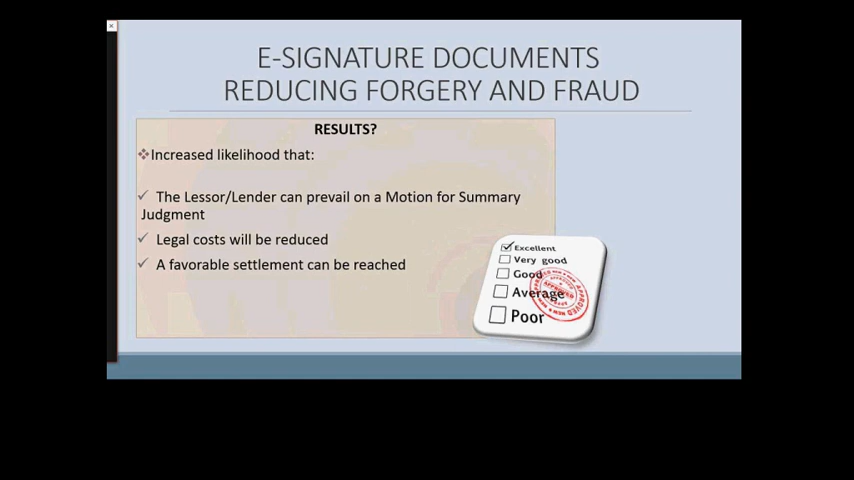 E-SIGNATURE DOCUMENTS
REDUCING FORGERY AND FRAUD
RESULTS?
❖Increased likelihood that:
✓ The Lessor/Lender can prevail on a Motion for Summary
Judgment
✓ Legal costs will be reduced
✓ A favorable settlement can be reached
Excellent
Very good
Good
Average
Poor
APPROVED